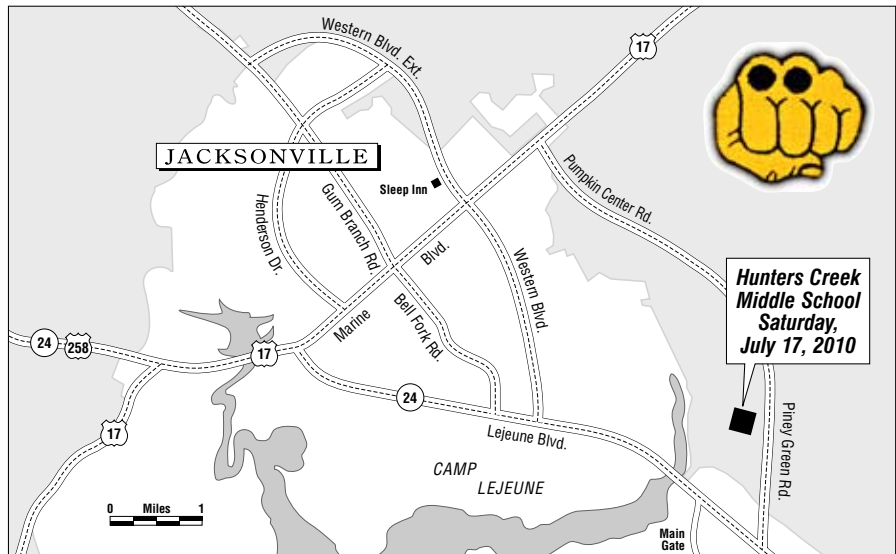 Western Blvd. Ext.
17
JACKSONVILLE
Sleep Inn
Pumpkin Center Rd.
Henderson Dr.
Gum Branch Rd.
Blvd.
Western Blvd.
Hunters Creek
Middle School
Saturday,
July 17, 2010
Marine
Bell Fork Rd.
24
258
17
24
17
Lejeune Blvd.
Piney Green Rd.
CAMP
LEJEUNE
0 Miles 1
Main
Gate